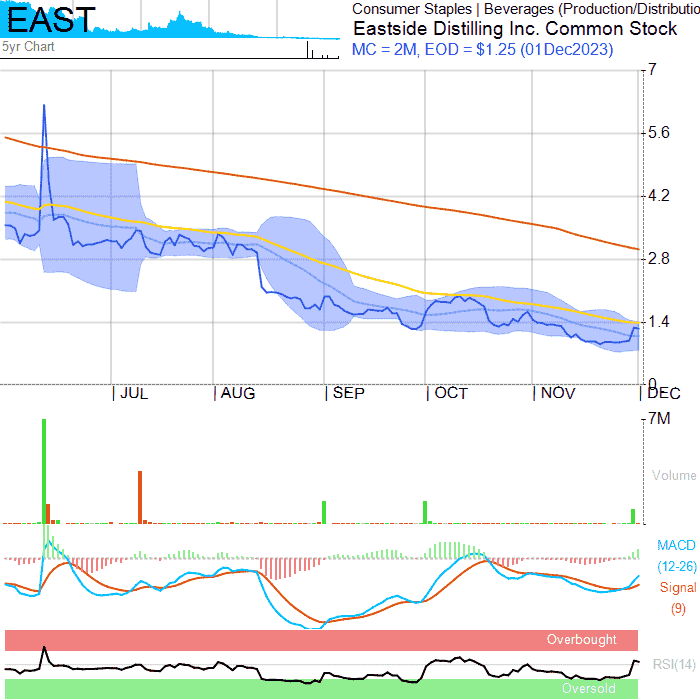 EAST
Consumer Staples | Beverages (Production/Distributio
Eastside Distilling Inc. Common Stock
5yr Chart
MC = 2M, EOD = $1.25 (01Dec2023)
7
5.6
4.2
2.8
1.4
0
JUL AUG SEP OCT NOV DEC
7M
Volume
MACD
(12-26)
Signal
(9)
Overbought
RSI(14)
Oversold